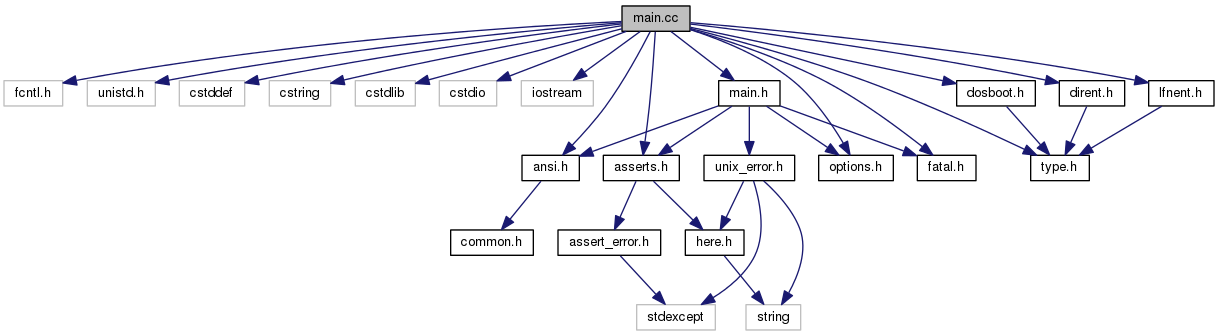 main.cc
fcntl.h
unistd.h
cstddef
cstring
cstdlib
cstdio
iostream
main.h
dosboot.h
dirent.h
lfnent.h
ansi.h
asserts.h
unix_error.h
options.h
fatal.h
type.h
common.h
assert_error.h
here.h
stdexcept
string